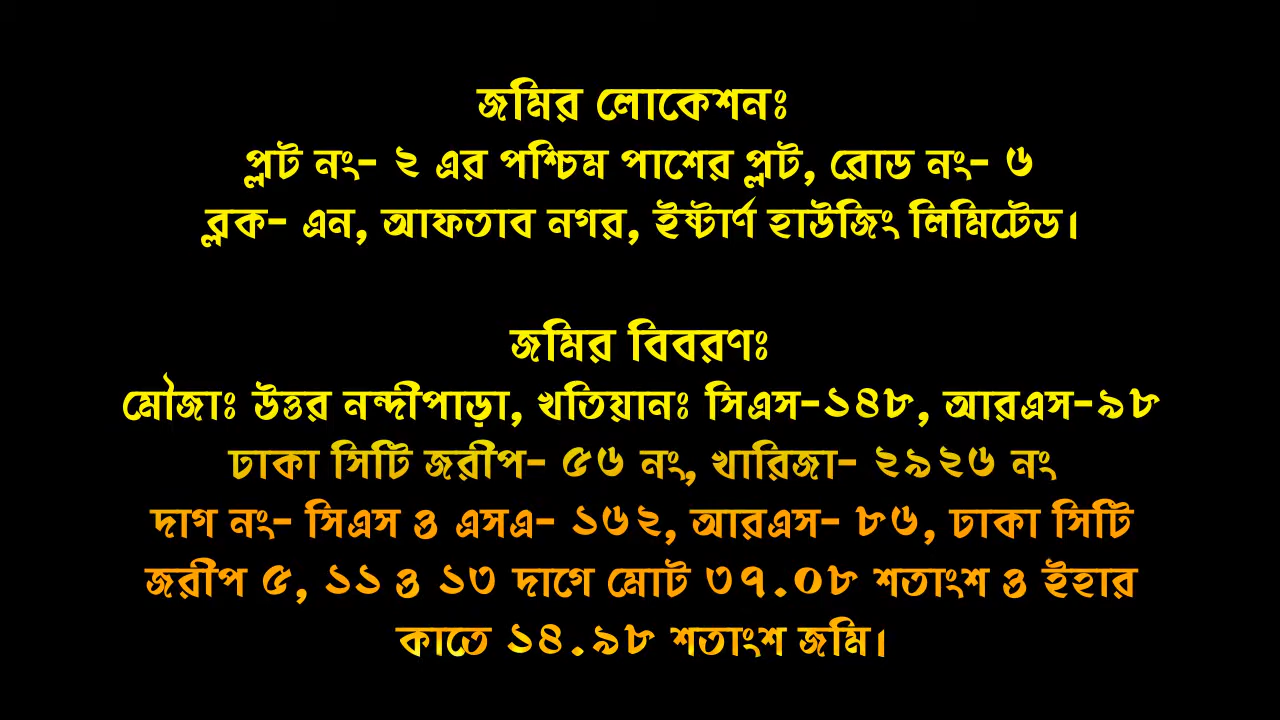 জমির লোকেশনঃ
প্লট নং- ২ এর পশ্চিম পাশের প্লট, রোড নং- ৬
ব্লক- এন, আফতাব নগর, ইষ্টার্ণ হাউজিং লিমিটেড।
জমির বিবরণঃ
মৌজাঃ উত্তর নন্দীপাড়া, খতিয়ানঃ সিএস-১৪৮, আরএস-৯৮
ঢাকা সিটি জরীপ- ৫৬ নং, খারিজা- ২৯২৬ নং
দাগ নং- সিএস ও এসএ- ১৬২, আরএস- ৮৬, ঢাকা সিটি
জরীপ ৫, ১১ ও ১৩ দাগে মোট ৩৭.০৮ শতাংশ ও ইহার
কাতে ১৪.৯৮ শতাংশ জমি।